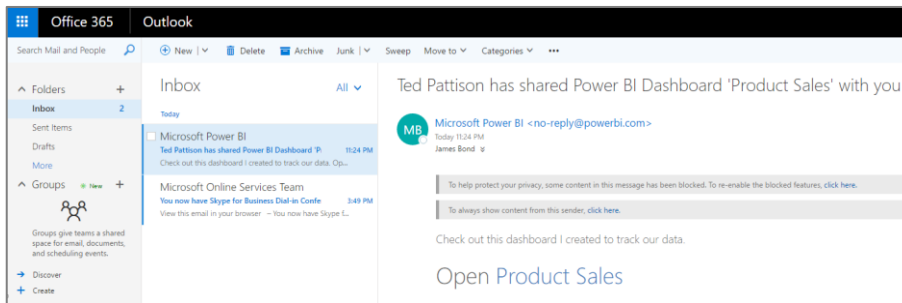 Office 365
Outlook
Search Mail and People
New
Delete
Archive
Junk
Sweep
Move to
Categories
Folders
Inbox 2
Sent Items
Drafts
More
Groups New
Groups give teams a shared
space for email, documents,
and scheduling events.
Discover
Create
Inbox
All
Today
Microsoft Power BI
Ted Pattison has shared Power BI Dashboard 'P 11:24 PM
Check out this dashboard I created to track our data. Op...
Microsoft Online Services Team
You now have Skype for Business Dial-in Confe 3:49 PM
View this email in your browser - You now have Skype f...
Ted Pattison has shared Power BI Dashboard 'Product Sales' with you
MB
Microsoft Power BI <no-reply@powerbi.com>
Today 11:24 PM
James Bond
To help protect your privacy, some content in this message has been blocked. To re-enable the blocked features, click here.
To always show content from this sender, click here.
Check out this dashboard I created to track our data.
Open Product Sales